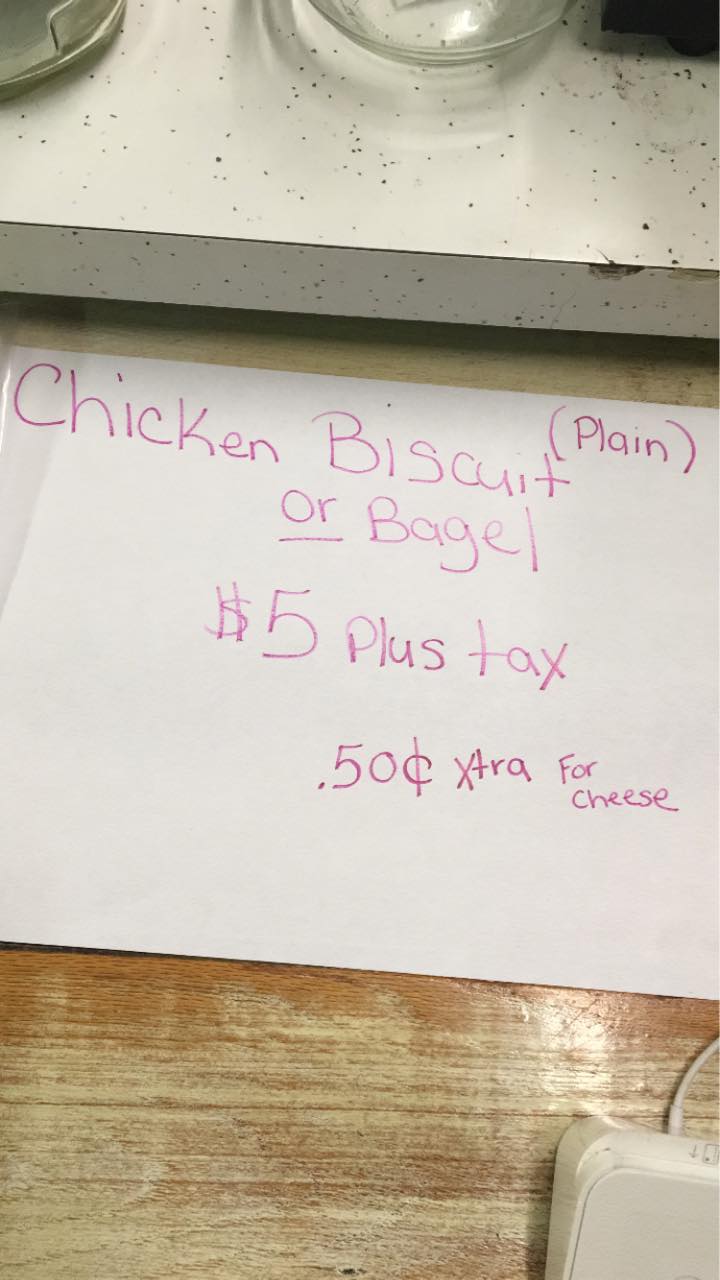 Chicken Biscuit (Plain)
or Bagel
$5 Plus tax
.50¢ xtra For
cheese